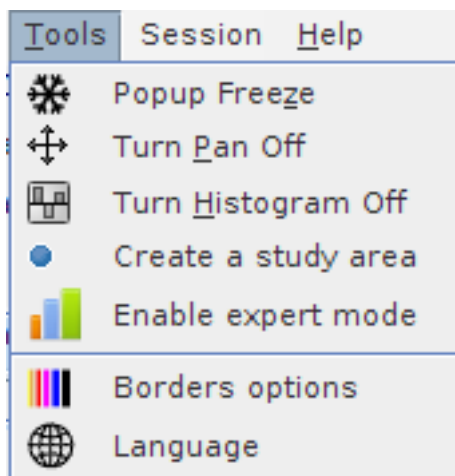 Tools Session Help
Popup Freeze
Turn Pan Off
Turn Histogram Off
Create a study area
Enable expert mode
Borders options
Language